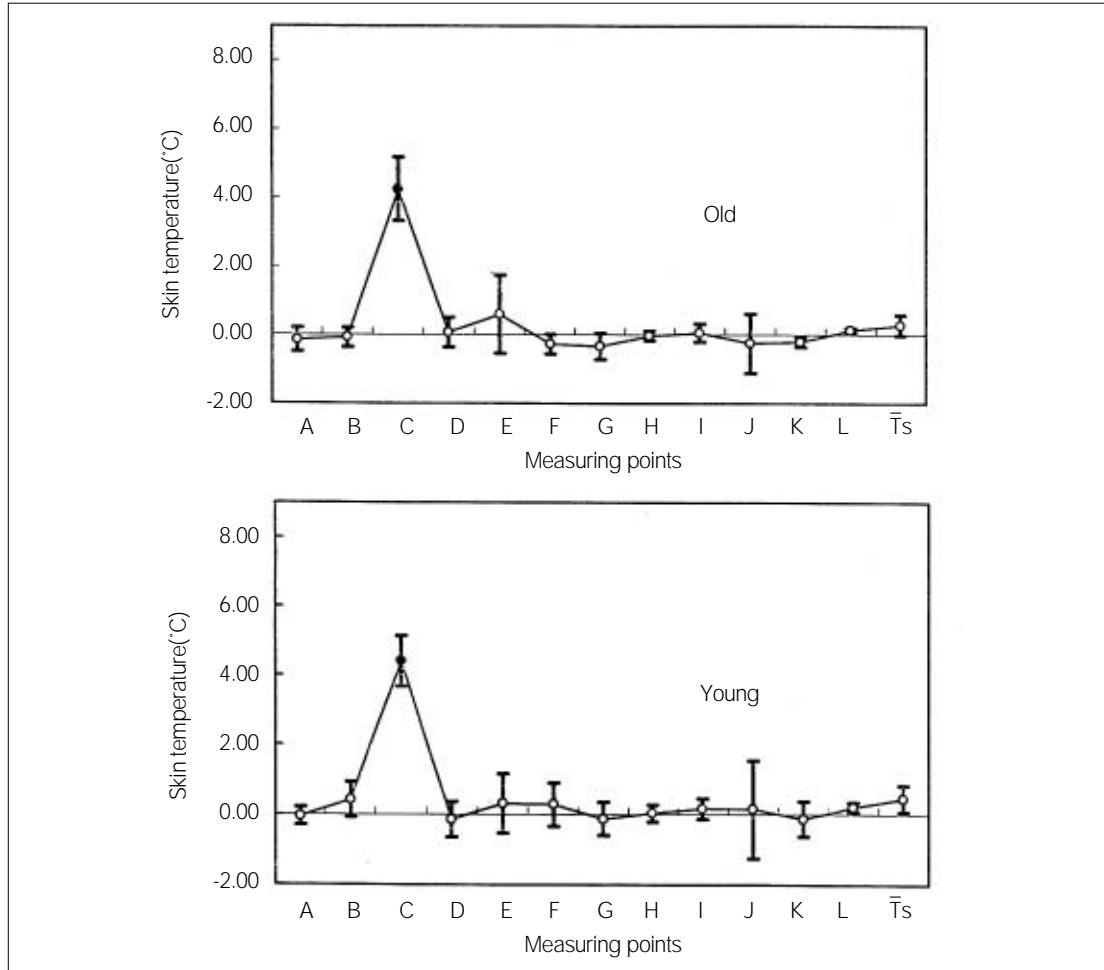 8.00
6.00
4.00
2.00
0.00
-2.00
Skin temperature(˚C)
Old
A B C D E F G H I J K L T̅s
Measuring points
8.00
6.00
4.00
2.00
0.00
-2.00
Skin temperature(˚C)
Young
A B C D E F G H I J K L T̅s
Measuring points